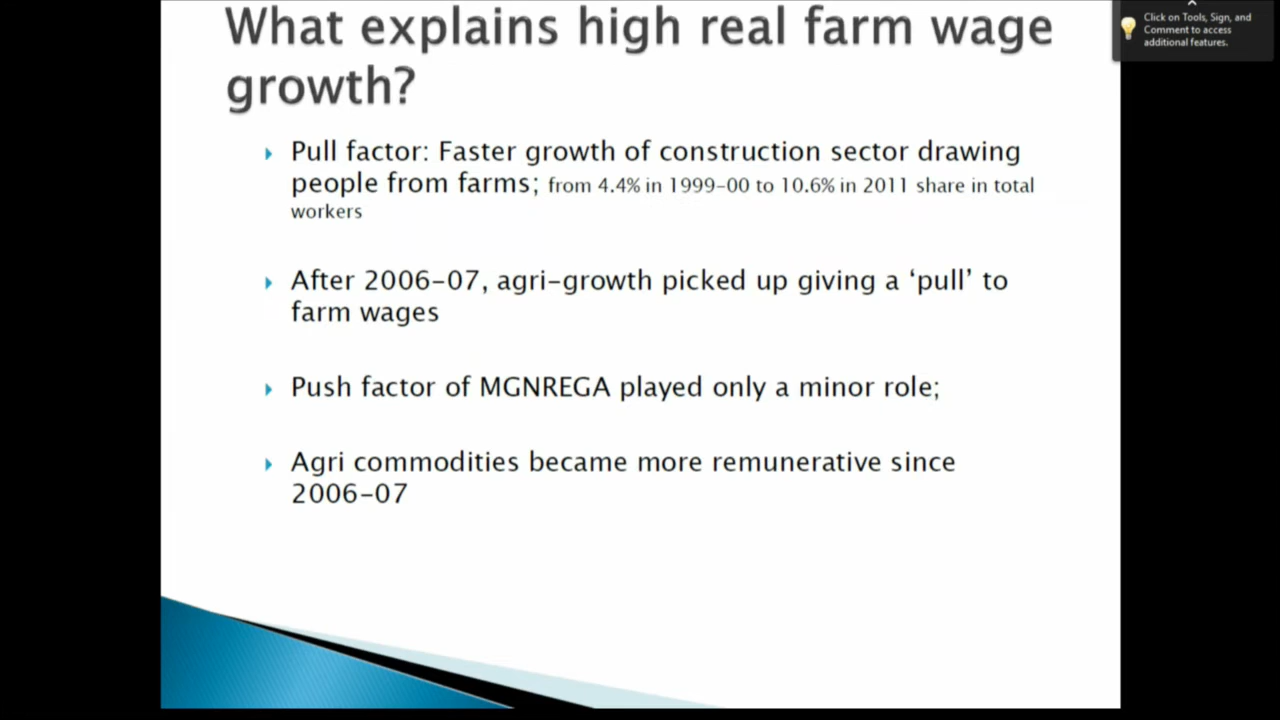 What explains high real farm wage
growth?
Pull factor: Faster growth of construction sector drawing
people from farms; from 4.4% in 1999–00 to 10.6% in 2011 share in total
workers
After 2006–07, agri–growth picked up giving a ‘pull’ to
farm wages
Push factor of MGNREGA played only a minor role;
Agri commodities became more remunerative since
2006–07
Click on Tools, Sign, and
Comment to access
additional features.